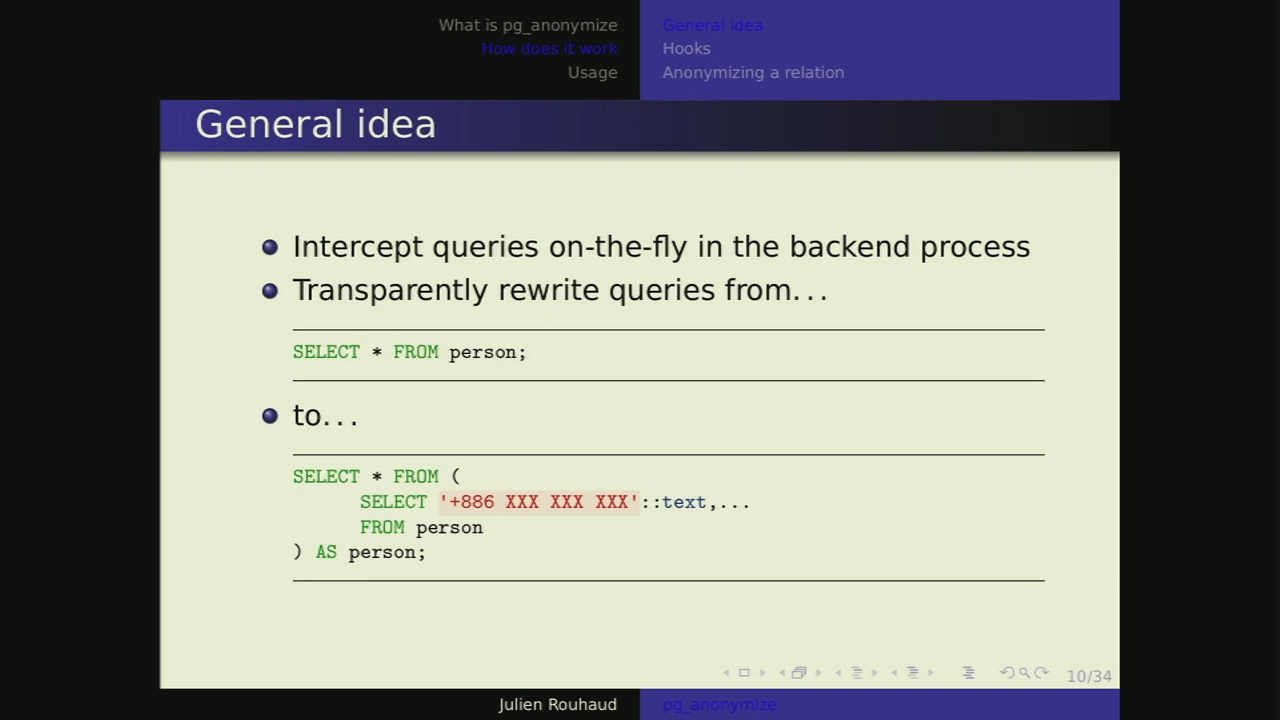 What is pg_anonymize
How does it work
Usage
General idea
Hooks
Anonymizing a relation
General idea
Intercept queries on-the-fly in the backend process
Transparently rewrite queries from...
SELECT * FROM person;
to...
SELECT * FROM (
SELECT '+886 XXX XXX XXX'::text,...
FROM person
) AS person;
10/34
Julien Rouhaud
pg_anonymize